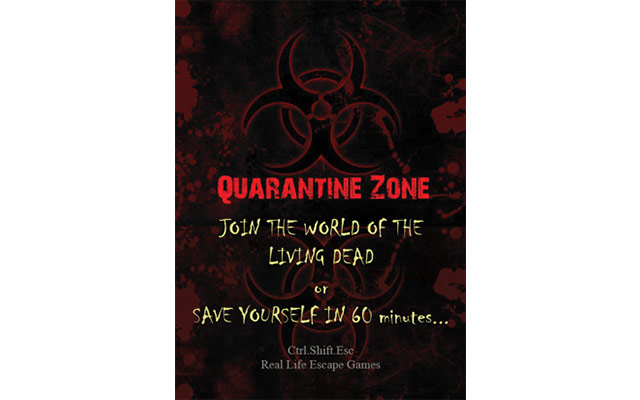 QUARANTINE ZONE
JOIN THE WORLD OF THE
LIVING DEAD
or
SAVE YOURSELF IN 60 minutes...
Ctrl.Shift.Esc
Real Life Escape Games